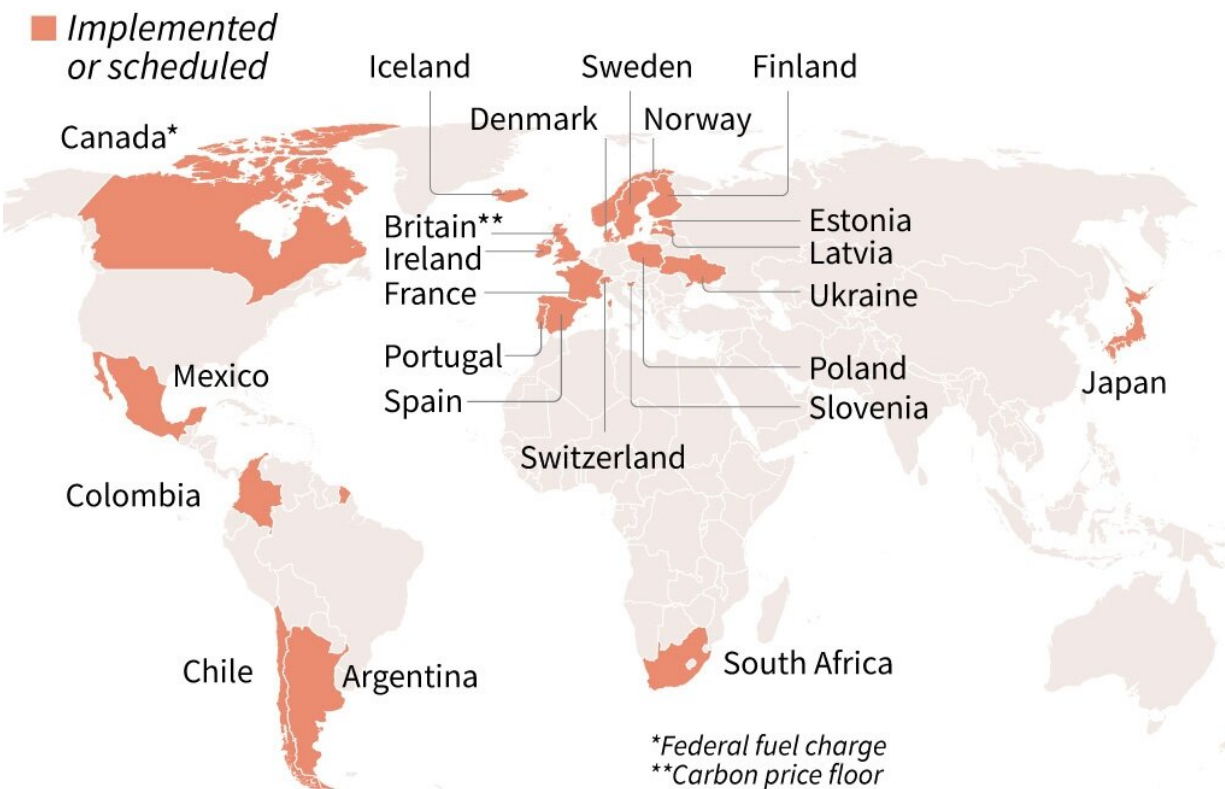 Implemented
or scheduled
Iceland
Sweden
Finland
Denmark
Norway
Canada*
Britain**
Ireland
France
Portugal
Spain
Switzerland
Estonia
Latvia
Ukraine
Poland
Slovenia
Japan
Mexico
Colombia
Chile
Argentina
South Africa
*Federal fuel charge
**Carbon price floor